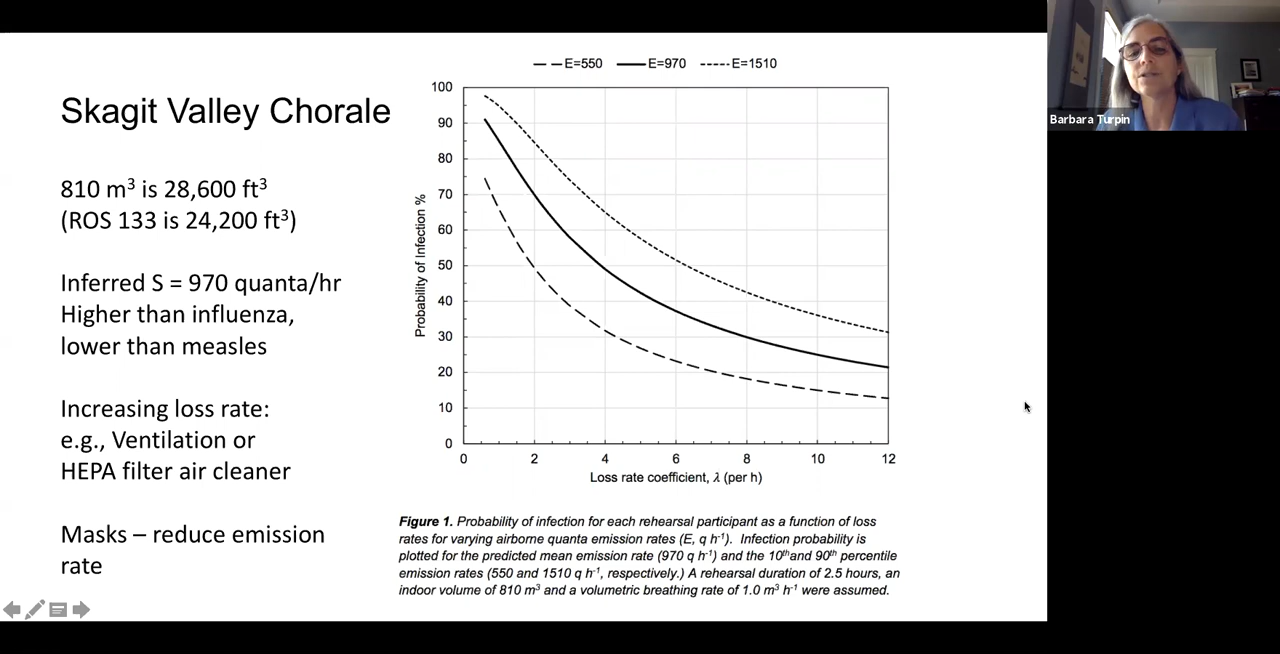 Skagit Valley Chorale
810 m³ is 28,600 ft³
(ROS 133 is 24,200 ft³)
Inferred S = 970 quanta/hr
Higher than influenza,
lower than measles
Increasing loss rate:
e.g., Ventilation or
HEPA filter air cleaner
Masks – reduce emission
rate
E=550 E=970 E=1510
Probability of Infection %
100
90
80
70
60
50
40
30
20
10
0
0 2 4 6 8 10 12
Loss rate coefficient, λ (per h)
Figure 1. Probability of infection for each rehearsal participant as a function of loss
rates for varying airborne quanta emission rates (E, q h⁻¹). Infection probability is
plotted for the predicted mean emission rate (970 q h⁻¹) and the 10ᵗʰand 90ᵗʰ percentile
emission rates (550 and 1510 q h⁻¹, respectively.) A rehearsal duration of 2.5 hours, an
indoor volume of 810 m³ and a volumetric breathing rate of 1.0 m³ h⁻¹ were assumed.
Barbara Turpin